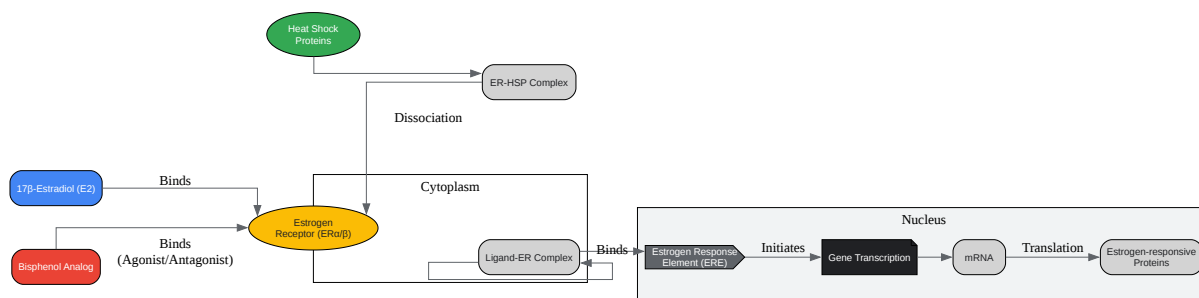 Heat Shock
Proteins
ER-HSP Complex
Dissociation
17β-Estradiol (E2)
Binds
Cytoplasm
Estrogen
Receptor (ERα/β)
Bisphenol Analog
Binds
(Agonist/Antagonist)
Ligand-ER Complex
Binds
Nucleus
Estrogen Response
Element (ERE)
Initiates
Gene Transcription
mRNA
Translation
Estrogen-responsive
Proteins